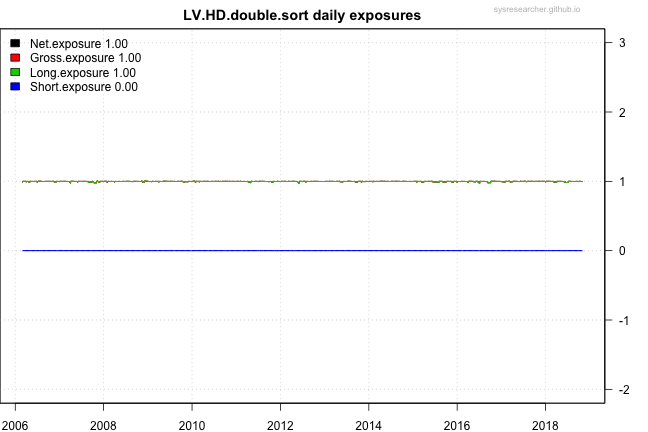 LV.HD.double.sort daily exposures
sysresearcher.github.io
Net.exposure 1.00
Gross.exposure 1.00
Long.exposure 1.00
Short.exposure 0.00
3
2
1
0
-1
-2
2006 2008 2010 2012 2014 2016 2018